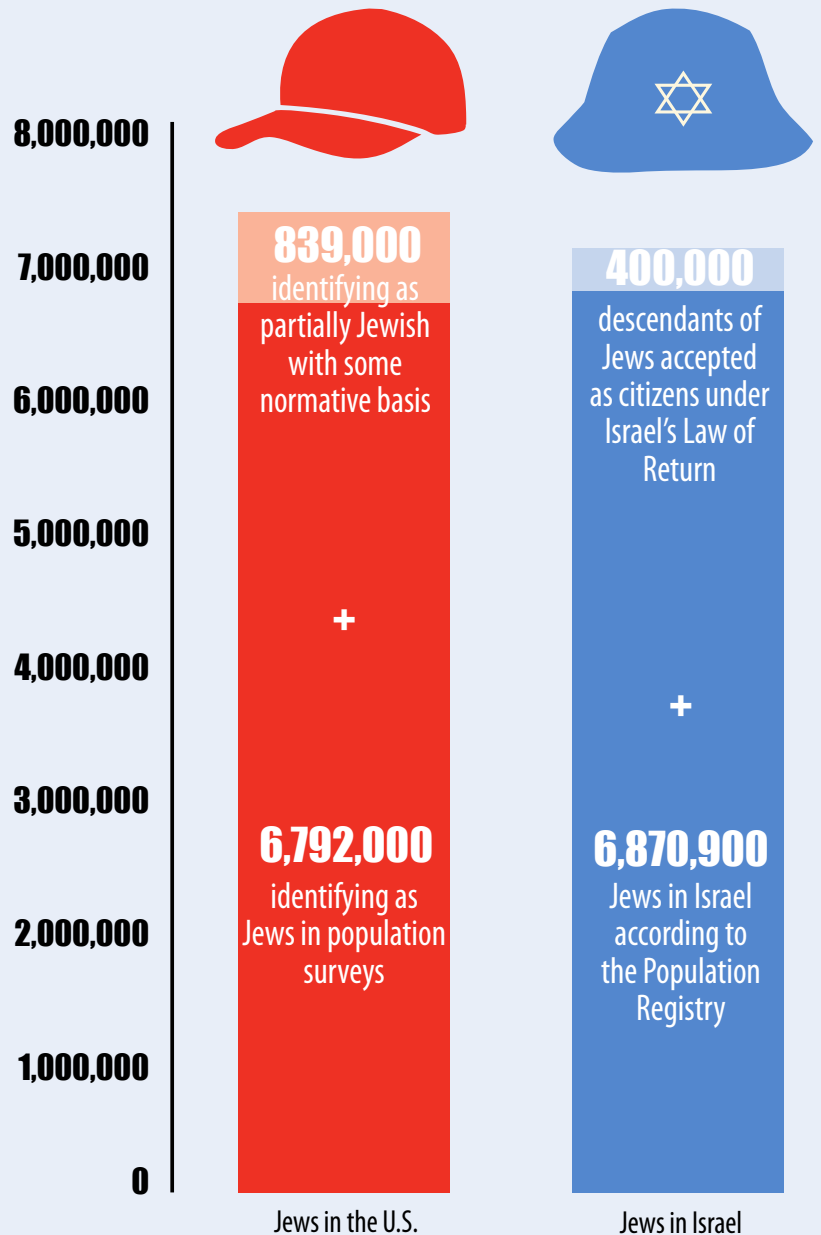 8,000,000
7,000,000
6,000,000
5,000,000
4,000,000
3,000,000
2,000,000
1,000,000
0
839,000
identifying as
partially Jewish
with some
normative basis
+
6,792,000
identifying as
Jews in population
surveys
Jews in the U.S.
400,000
descendants of
Jews accepted
as citizens under
Israel's Law of
Return
+
6,870,900
Jews in Israel
according to
the Population
Registry
Jews in Israel